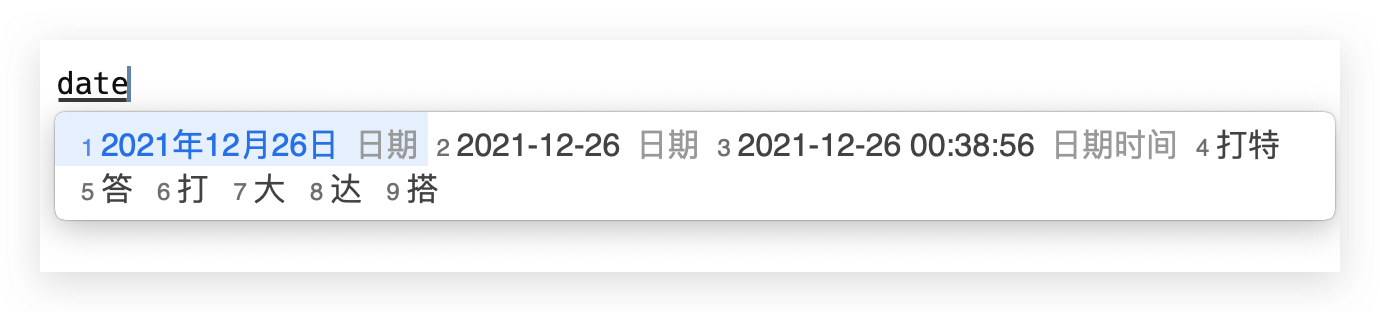 date
1 2021年12月26日 日期 2 2021-12-26 日期 3 2021-12-26 00:38:56 日期时间 4 打特
5 答 6 打 7 大 8 达 9 搭